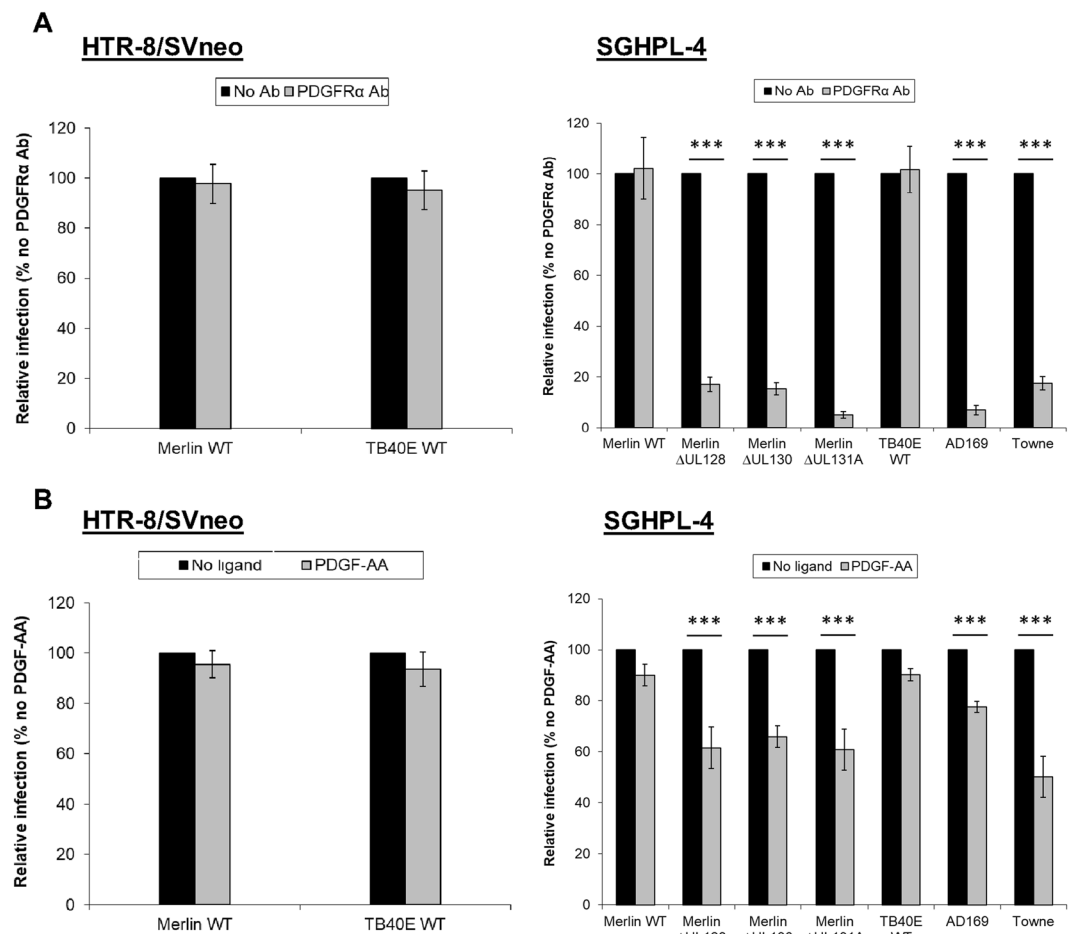 A
HTR-8/SVneo
No Ab PDGFRα Ab
Relative infection (% no PDGFRα Ab)
120
100
80
60
40
20
0
Merlin WT TB40E WT
SGHPL-4
No Ab PDGFRα Ab
Relative infection (% no PDGFRα Ab)
120
100
80
60
40
20
0
*** *** *** *** ***
Merlin WT Merlin Merlin Merlin TB40E AD169 Towne
ΔUL128 ΔUL130 ΔUL131A WT
B
HTR-8/SVneo
No ligand PDGF-AA
Relative infection (% no PDGF-AA)
120
100
80
60
40
20
0
Merlin WT TB40E WT
SGHPL-4
No ligand PDGF-AA
Relative infection (% no PDGF-AA)
120
100
80
60
40
20
0
*** *** *** *** ***
Merlin WT Merlin Merlin Merlin TB40E AD169 Towne